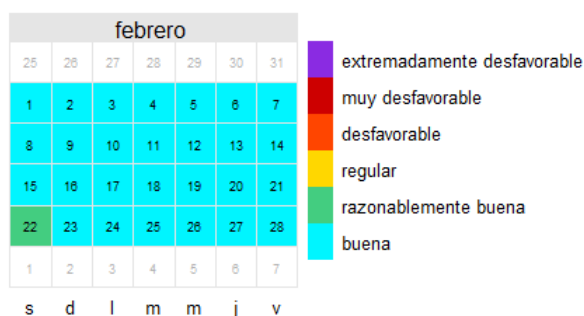 febrero
25 26 27 28 29 30 31
1 2 3 4 5 6 7
8 9 10 11 12 13 14
15 16 17 18 19 20 21
22 23 24 25 26 27 28
1 2 3 4 5 6 7
s d l m m j v
extremadamente desfavorable
muy desfavorable
desfavorable
regular
razonablemente buena
buena